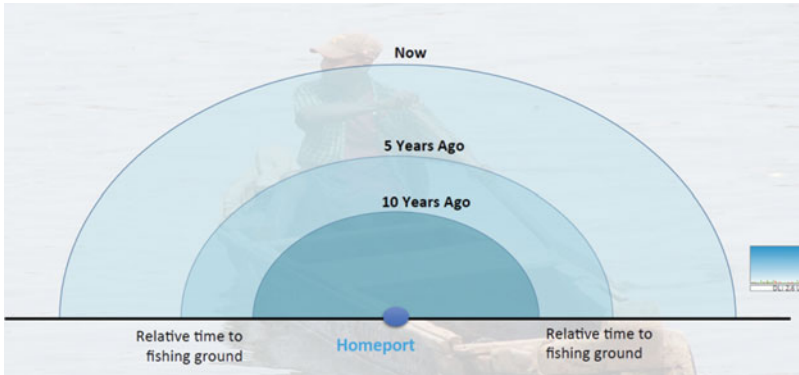 Now
5 Years Ago
10 Years Ago
Relative time to
fishing ground
Homeport
Relative time to
fishing ground